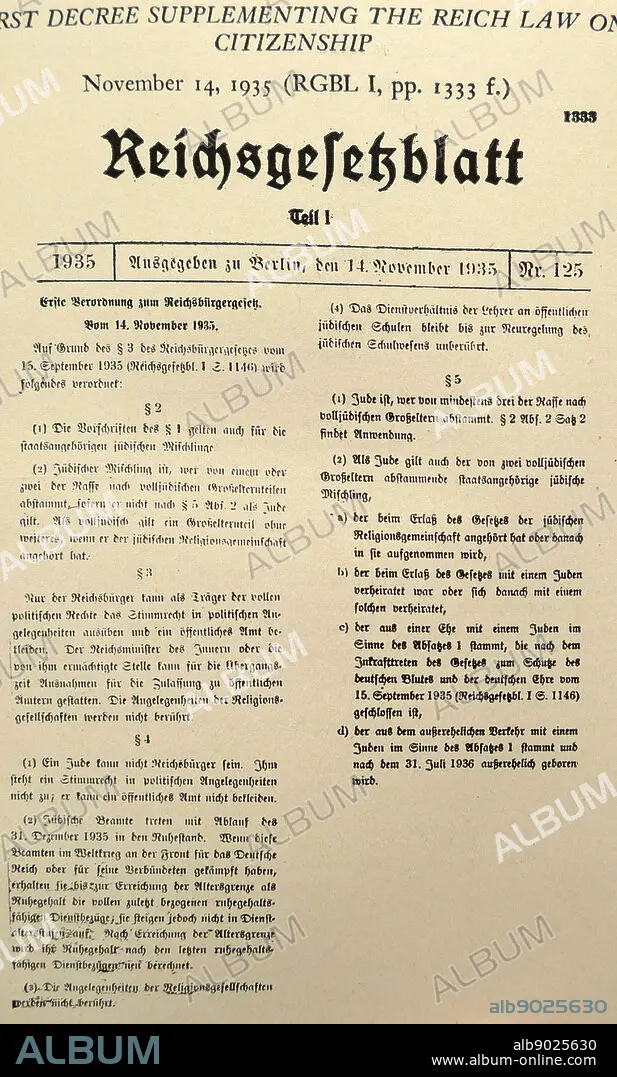 RST DECREE SUPPLEMENTING THE REICH LAW ON
CITIZENSHIP
November 14, 1935 (RGBL I, pp. 1333 f.)
1333
Reichsgesetzblatt
Teil I
1935
Ausgegeben zu Berlin, den 14. November 1935
Nr. 125
Erste Verordnung zum Reichsbürgergesetz.
Vom 14. November 1935.
Auf Grund des § 3 des Reichsbürgergesetzes vom
15. September 1935 (Reichsgesetzbl. I S. 1146) wird
folgendes verordnet:
§ 2
(1) Die Vorschriften des § 1 gelten auch für die
staatsangehörigen jüdischen Mischlinge
(2) Jüdischer Mischling ist, wer von einem oder
zwei der Rasse nach volljüdischen Großelternteilen
abstammt, sofern er nicht nach § 5 Abs. 2 als Jude
gilt. Als volljüdisch gilt ein Großelternteil ohne
weiteres, wenn er der jüdischen Religionsgemeinschaft
angehört hat.
§ 3
Nur der Reichsbürger kann als Träger der vollen
politischen Rechte das Stimmrecht in politischen An-
gelegenheiten ausüben und ein öffentliches Amt be-
kleiden. Der Reichsminister des Innern oder die
von ihm ermächtigte Stelle kann für die Übergangs-
zeit Ausnahmen für die Zulassung zu öffentlichen
Ämtern gestatten. Die Angelegenheiten der Religions-
gesellschaften werden nicht berührt
§ 4
(1) Ein Jude kann nicht Reichsbürger sein. Ihm
steht ein Stimmrecht in politischen Angelegenheiten
nicht zu; er kann ein öffentliches Amt nicht bekleiden.
(2) Jüdische Beamte treten mit Ablauf des
31. Dezember 1935 in den Ruhestand. Wenn diese
Beamten im Weltkrieg an der Front für das Deutsche
Reich oder für seine Verbündeten gekämpft haben,
erhalten sie bis zur Erreichung der Altersgrenze als
Ruhegehalt die vollen zuletzt bezogenen ruhegehalts-
fähigen Dienstbezüge; sie steigen jedoch nicht in Dienst-
altersstufen auf. Nach Erreichung der Altersgrenze
wird ihr Ruhegehalt nach den letzten ruhegehalts-
fähigen Dienstbezügen neu berechnet.
(3) Die Angelegenheiten der Religionsgesellschaften
werden nicht berührt.
(4) Das Dienstverhältnis der Lehrer an öffentlichen
jüdischen Schulen bleibt bis zur Neuregelung des
jüdischen Schulwesens unberührt.
§ 5
(1) Jude ist, wer von mindestens drei der Rasse nach
volljüdischen Großeltern abstammt. § 2 Abs. 2 Satz 2
findet Anwendung.
(2) Als Jude gilt auch der von zwei volljüdischen
Großeltern abstammende staatsangehörige jüdische
Mischling,
a) der beim Erlaß des Gesetzes der jüdischen
Religionsgemeinschaft angehört hat oder danach
in sie aufgenommen wird,
b) der beim Erlaß des Gesetzes mit einem Juden
verheiratet war oder sich danach mit einem
solchen verheiratet,
c) der aus einer Ehe mit einem Juden im
Sinne des Absatzes 1 stammt, die nach dem
Inkrafttreten des Gesetzes zum Schutze des
deutschen Blutes und der deutschen Ehre vom
15. September 1935 (Reichsgesetzbl. I S. 1146)
geschlossen ist,
d) der aus dem außerehelichen Verkehr mit einem
Juden im Sinne des Absatzes 1 stammt und
nach dem 31. Juli 1936 außerehelich geboren
wird.
ALBUM
alb9025630
ALBUM
alb9025630
www.album-online.com